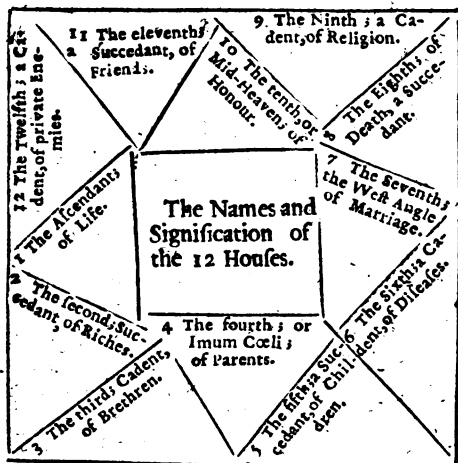 The Names and
Signification of
the 12 Houſes.
1 The Aſcendant;
of Life.
2 The ſecond; Suc-
cedant, of Riches.
3 The third; Cadent,
of Brethren.
4 The fourth; or
Imum Cœli;
of Parents.
5 The fifth; a Suc-
cedant, of Chil-
dren.
6 The Sixth; a Ca-
dent, of Diſeaſes.
7 The Seventh;
the Weſt Angle
of Marriage.
8 The Eighth; of
Death, a Succe-
dant.
9 The Ninth; a Ca-
dent, of Religion.
10 The tenth, or
Mid-Heaven; of
Honour.
11 The eleventh;
a Succedant, of
Friends.
12 The Twelfth; a Ca-
dent, of private Ene-
mies.